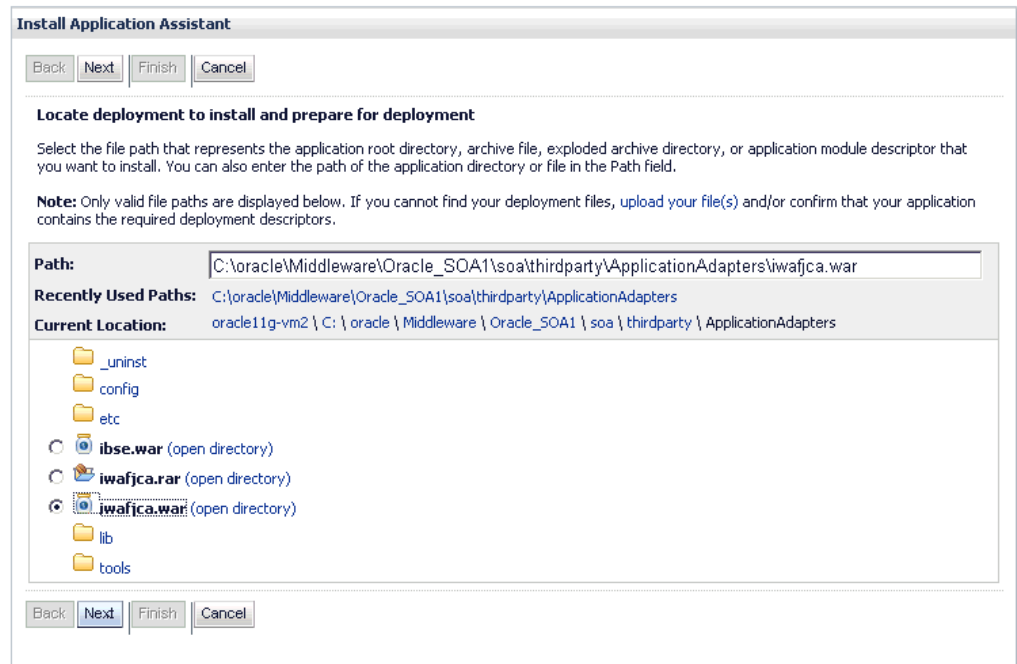 Install Application Assistant
Back Next Finish Cancel
Locate deployment to install and prepare for deployment
Select the file path that represents the application root directory, archive file, exploded archive directory, or application module descriptor that
you want to install. You can also enter the path of the application directory or file in the Path field.
Note: Only valid file paths are displayed below. If you cannot find your deployment files, upload your file(s) and/or confirm that your application
contains the required deployment descriptors.
Path: C:\oracle\Middleware\Oracle_SOA1\soa\thirdparty\ApplicationAdapters\iwafjca.war
Recently Used Paths: C:\oracle\Middleware\Oracle_SOA1\soa\thirdparty\ApplicationAdapters
Current Location: oracle11g-vm2 \ C: \ oracle \ Middleware \ Oracle_SOA1 \ soa \ thirdparty \ ApplicationAdapters
_uninst
config
etc
ibse.war (open directory)
iwafjca.rar (open directory)
iwafjca.war (open directory)
lib
tools
Back Next Finish Cancel